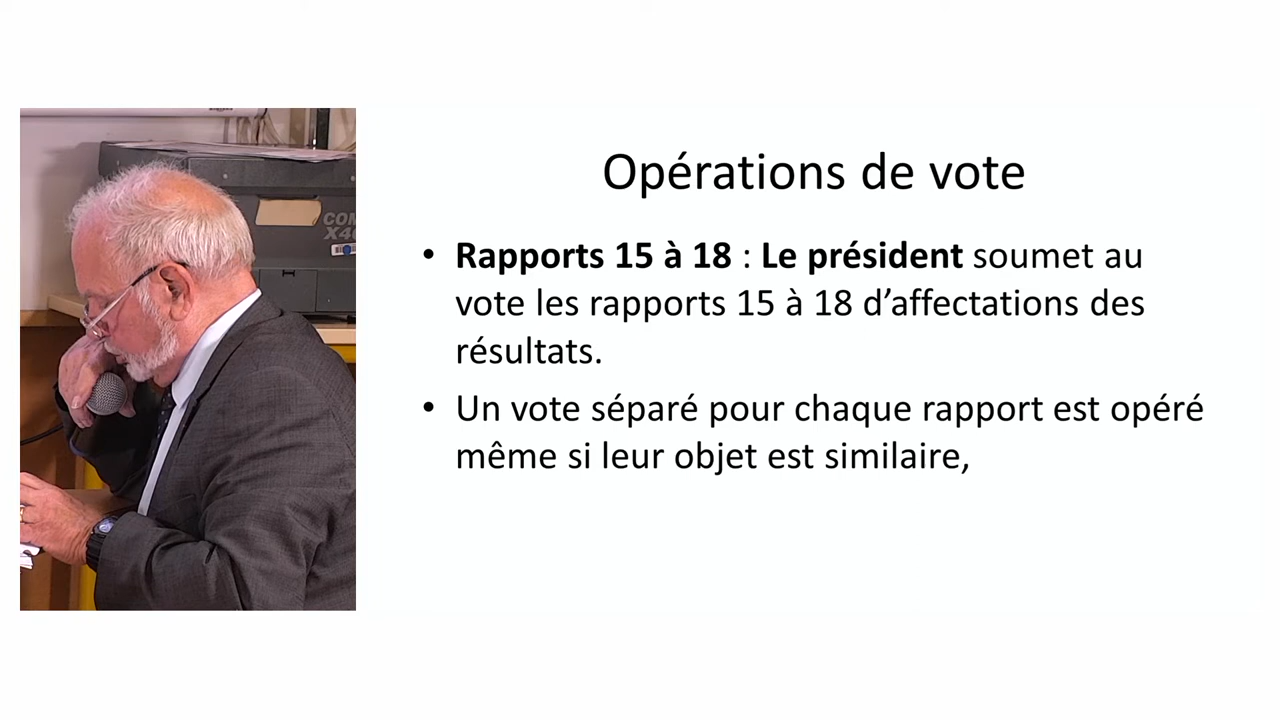 Opérations de vote
• Rapports 15 à 18 : Le président soumet au
vote les rapports 15 à 18 d’affectations des
résultats.
• Un vote séparé pour chaque rapport est opéré
même si leur objet est similaire,